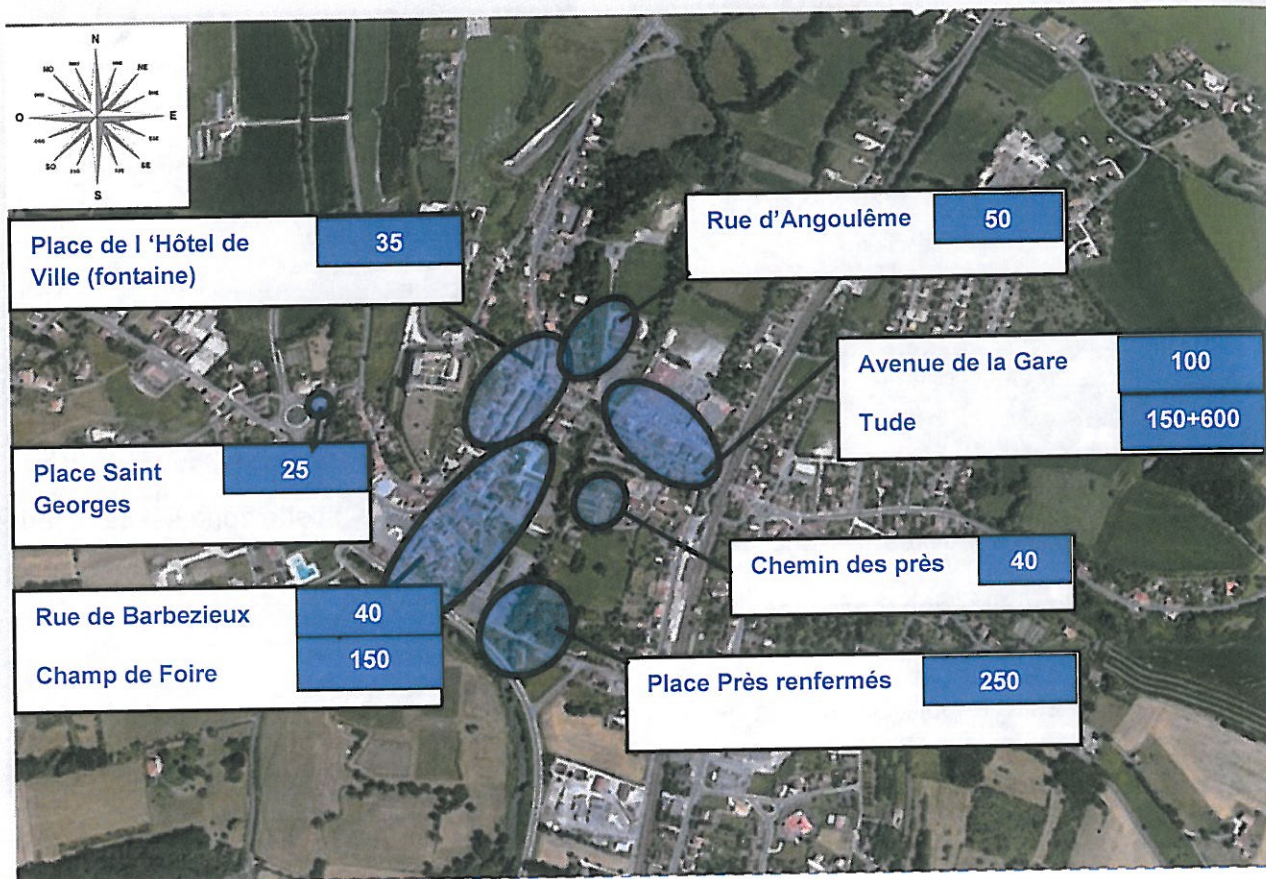 N
NE
E
SE
S
SO
O
NO
Place de l 'Hôtel de
Ville (fontaine)
35
Rue d'Angoulême
50
Avenue de la Gare
100
Tude
150+600
Place Saint
Georges
25
Chemin des près
40
Rue de Barbezieux
40
Champ de Foire
150
Place Près renfermés
250